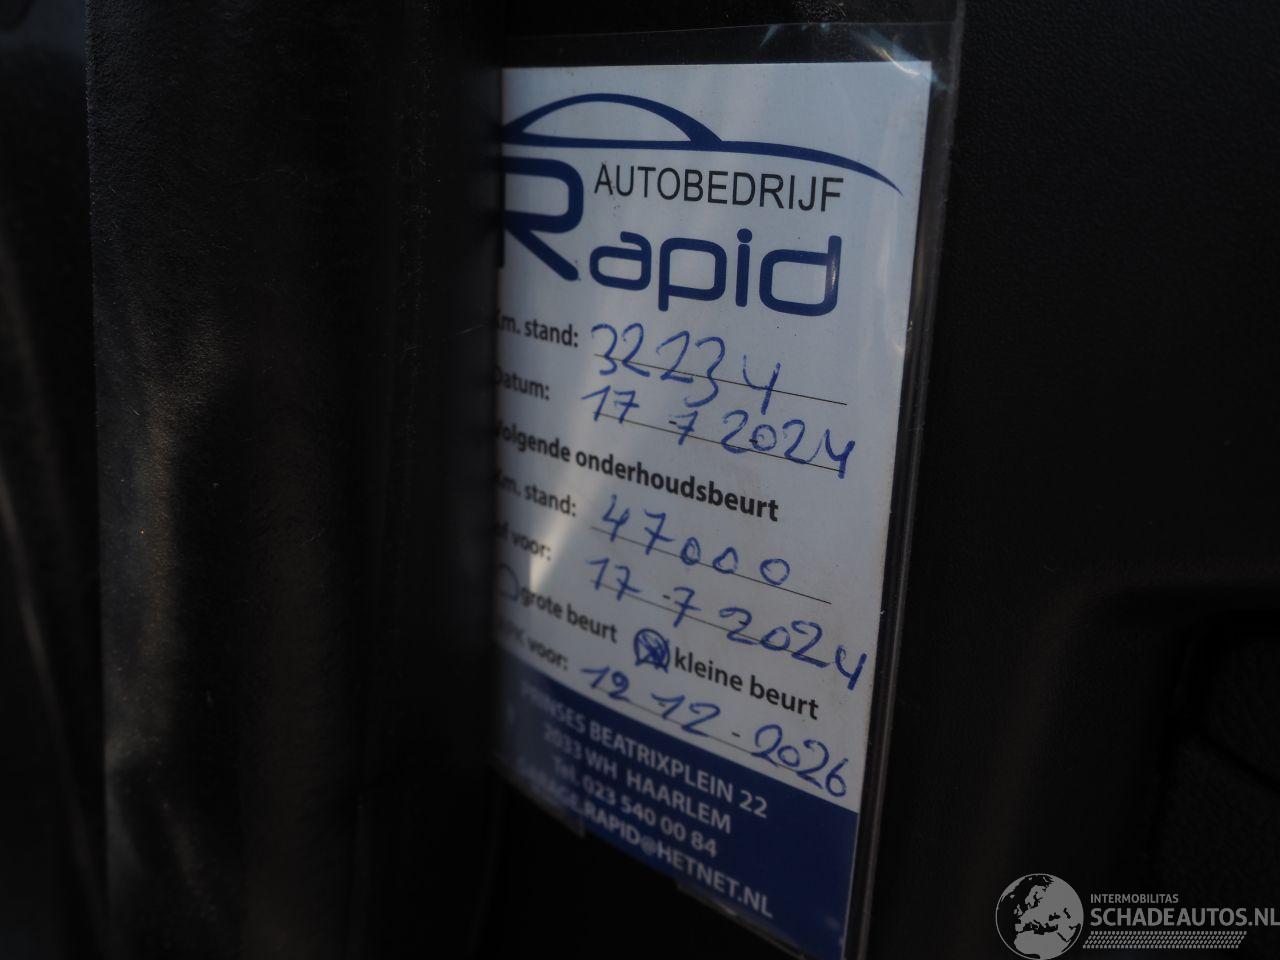 AUTOBEDRIJF
Rapid
Km. stand: 32234
Datum: 17-7 2024
Volgende onderhoudsbeurt
Km. stand: 47000
of voor: 17-7 2024
grote beurt kleine beurt
voor: 12 12-2026
PRINSES BEATRIXPLEIN 22
2033 WH HAARLEM
Tel. 023 540 00 84
GARAGE.RAPID@HETNET.NL
INTERMOBILITAS
SCHADEAUTOS.NL